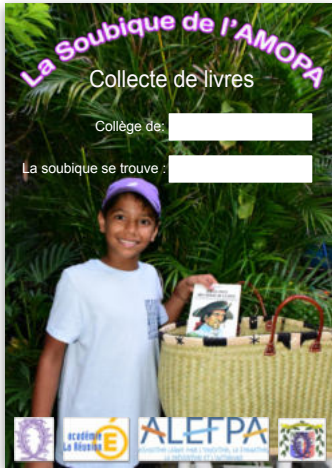 La Soubique de l'AMOPA
Collecte de livres
Collège de:
La soubique se trouve :
académie
La Réunion
ALEFPA